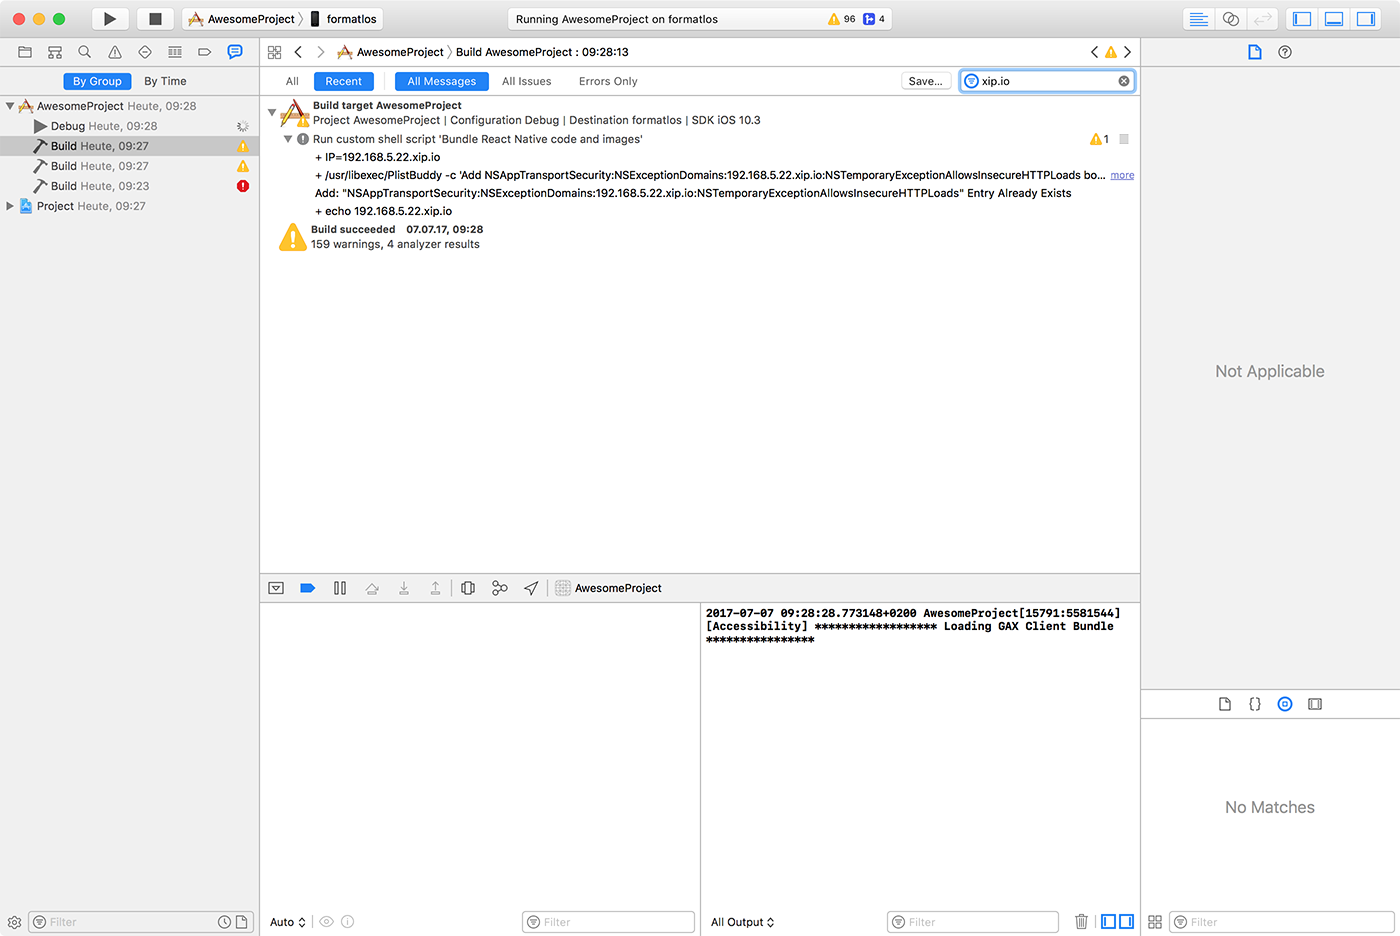 AwesomeProject
formatlos
Running AwesomeProject on formatlos
96
4
AwesomeProject
Build AwesomeProject : 09:28:13
By Group
By Time
All
Recent
All Messages
All Issues
Errors Only
Save...
xip.io
AwesomeProject Heute, 09:28
Debug Heute, 09:28
Build Heute, 09:27
Build Heute, 09:27
Build Heute, 09:23
Project Heute, 09:27
Build target AwesomeProject
Project AwesomeProject | Configuration Debug | Destination formatlos | SDK iOS 10.3
Run custom shell script 'Bundle React Native code and images'
1
+ IP=192.168.5.22.xip.io
+ /usr/libexec/PlistBuddy -c 'Add NSAppTransportSecurity:NSExceptionDomains:192.168.5.22.xip.io:NSTemporaryExceptionAllowsInsecureHTTPLoads bo... more
Add: "NSAppTransportSecurity:NSExceptionDomains:192.168.5.22.xip.io:NSTemporaryExceptionAllowsInsecureHTTPLoads" Entry Already Exists
+ echo 192.168.5.22.xip.io
Build succeeded 07.07.17, 09:28
159 warnings, 4 analyzer results
Not Applicable
AwesomeProject
2017-07-07 09:28:28.773148+0200 AwesomeProject[15791:5581544]
[Accessibility] ****************** Loading GAX Client Bundle
****************
{}
No Matches
Filter
Auto
Filter
All Output
Filter
Filter